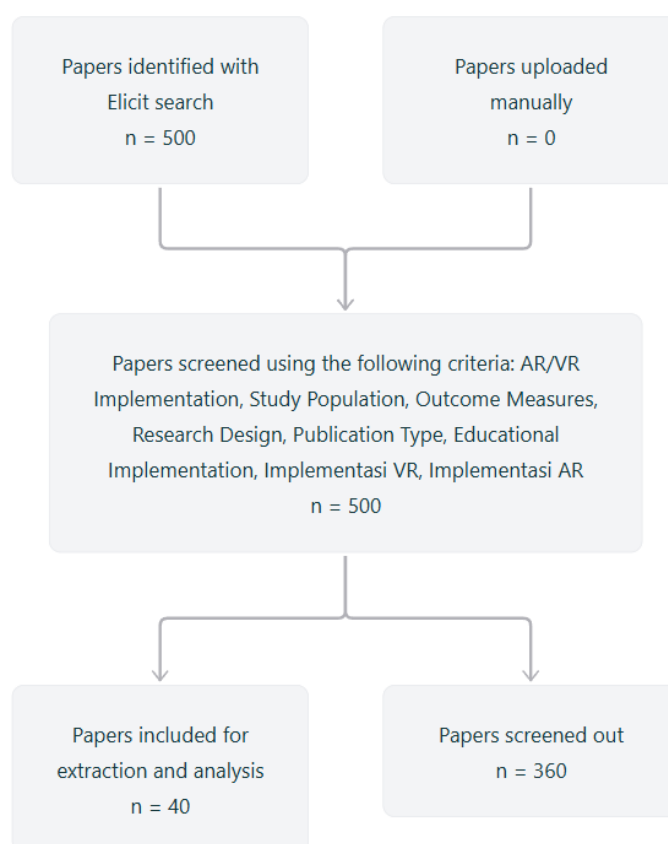 Papers identified with
Elicit search
n = 500
Papers uploaded
manually
n = 0
Papers screened using the following criteria: AR/VR
Implementation, Study Population, Outcome Measures,
Research Design, Publication Type, Educational
Implementation, Implementasi VR, Implementasi AR
n = 500
Papers included for
extraction and analysis
n = 40
Papers screened out
n = 360